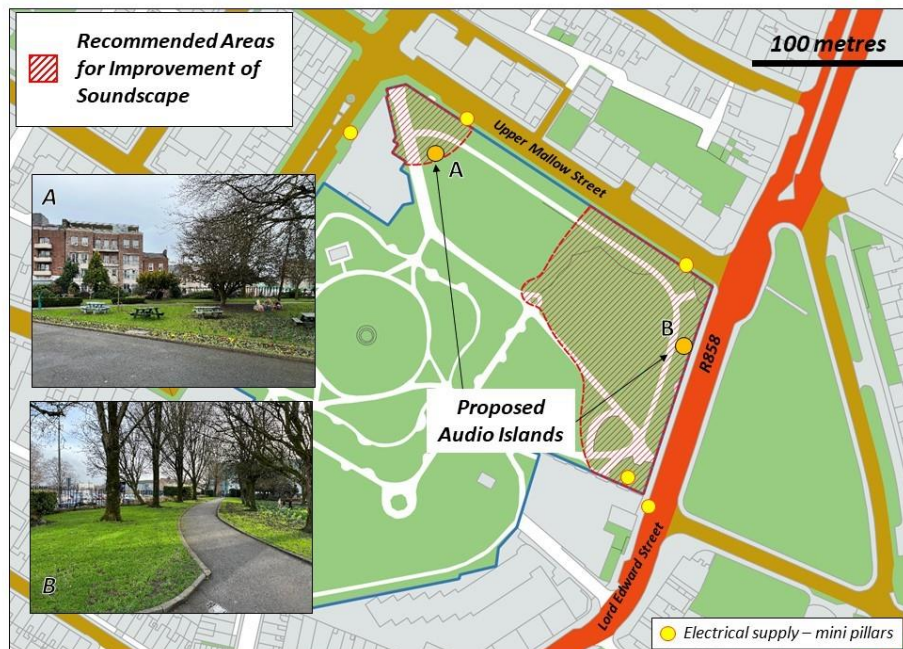 Recommended Areas
for Improvement of
Soundscape
100 metres
Upper Mallow Street
A
A
B
R858
Proposed
Audio Islands
Lord Edward Street
B
Electrical supply – mini pillars